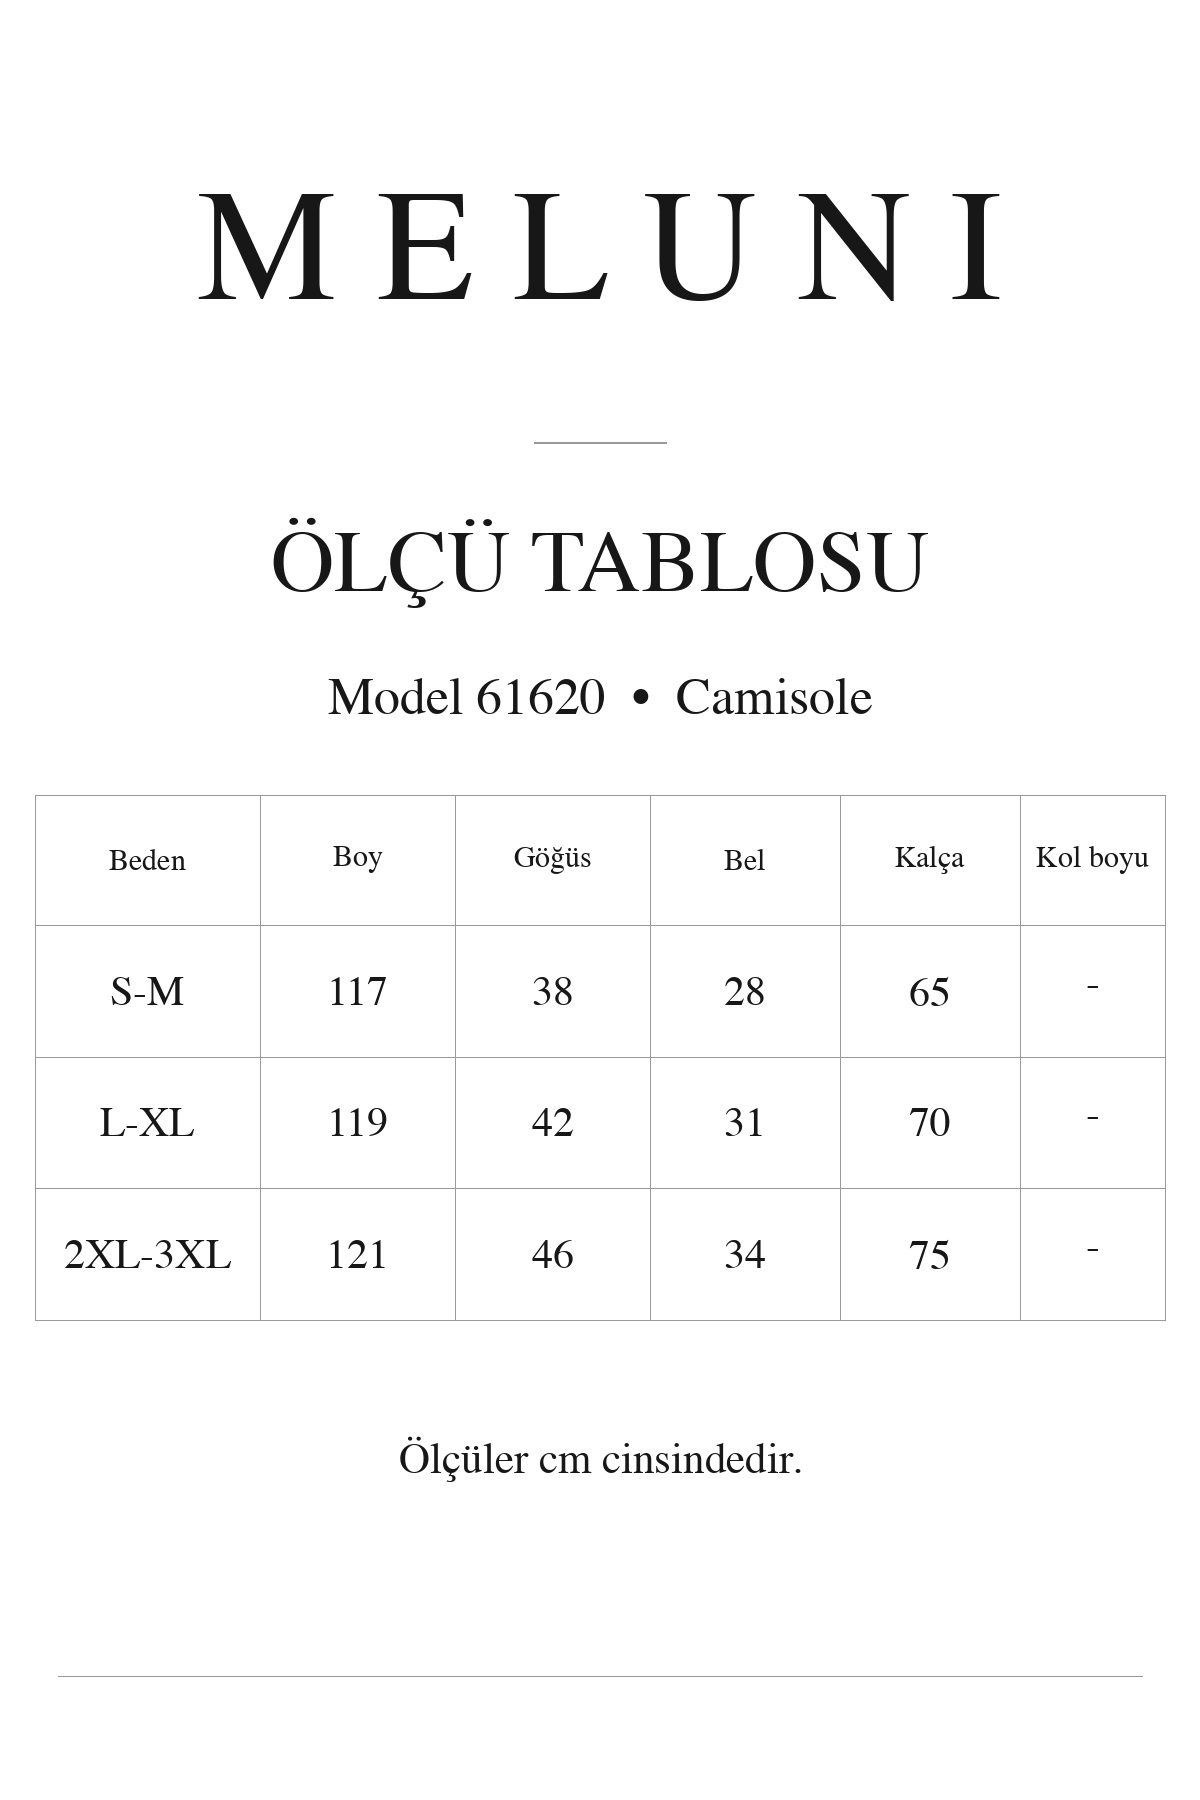 MELUNI
ÖLÇÜ TABLOSU
Model 61620 • Camisole
Beden Boy Göğüs Bel Kalça Kol boyu
S-M 117 38 28 65 -
L-XL 119 42 31 70 -
2XL-3XL 121 46 34 75 -
Ölçüler cm cinsindedir.